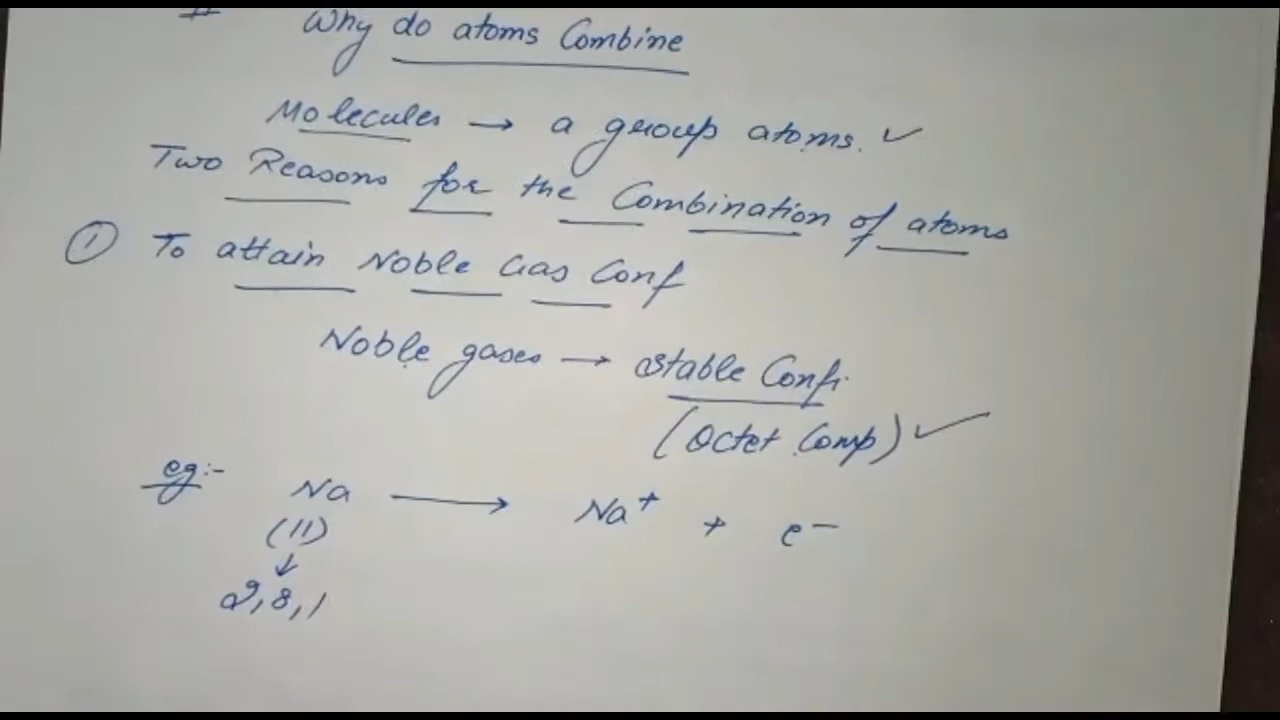 Why do atoms Combine
Molecules → a group atoms. ✓
Two Reasons for the Combination of atoms
① To attain Noble Gas Conf
Noble gases → stable Confi.
(Octet Comp) ✓
eg:- Na → Na⁺ + e⁻
(11)
↓
2,8,1